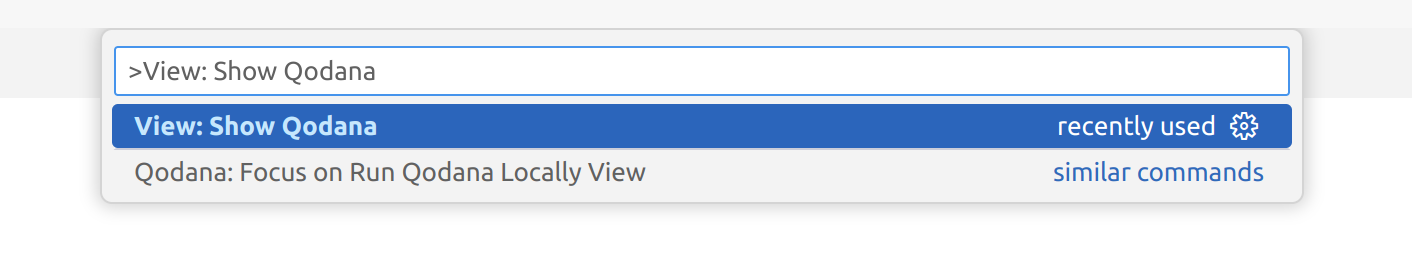 >View: Show Qodana
View: Show Qodana recently used
Qodana: Focus on Run Qodana Locally View similar commands